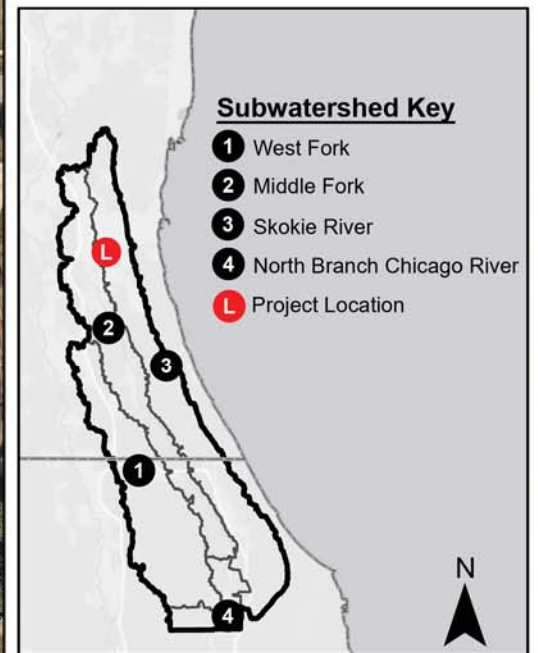 Subwatershed Key
1 West Fork
2 Middle Fork
3 Skokie River
4 North Branch Chicago River
L Project Location
L
2
3
1
4
N